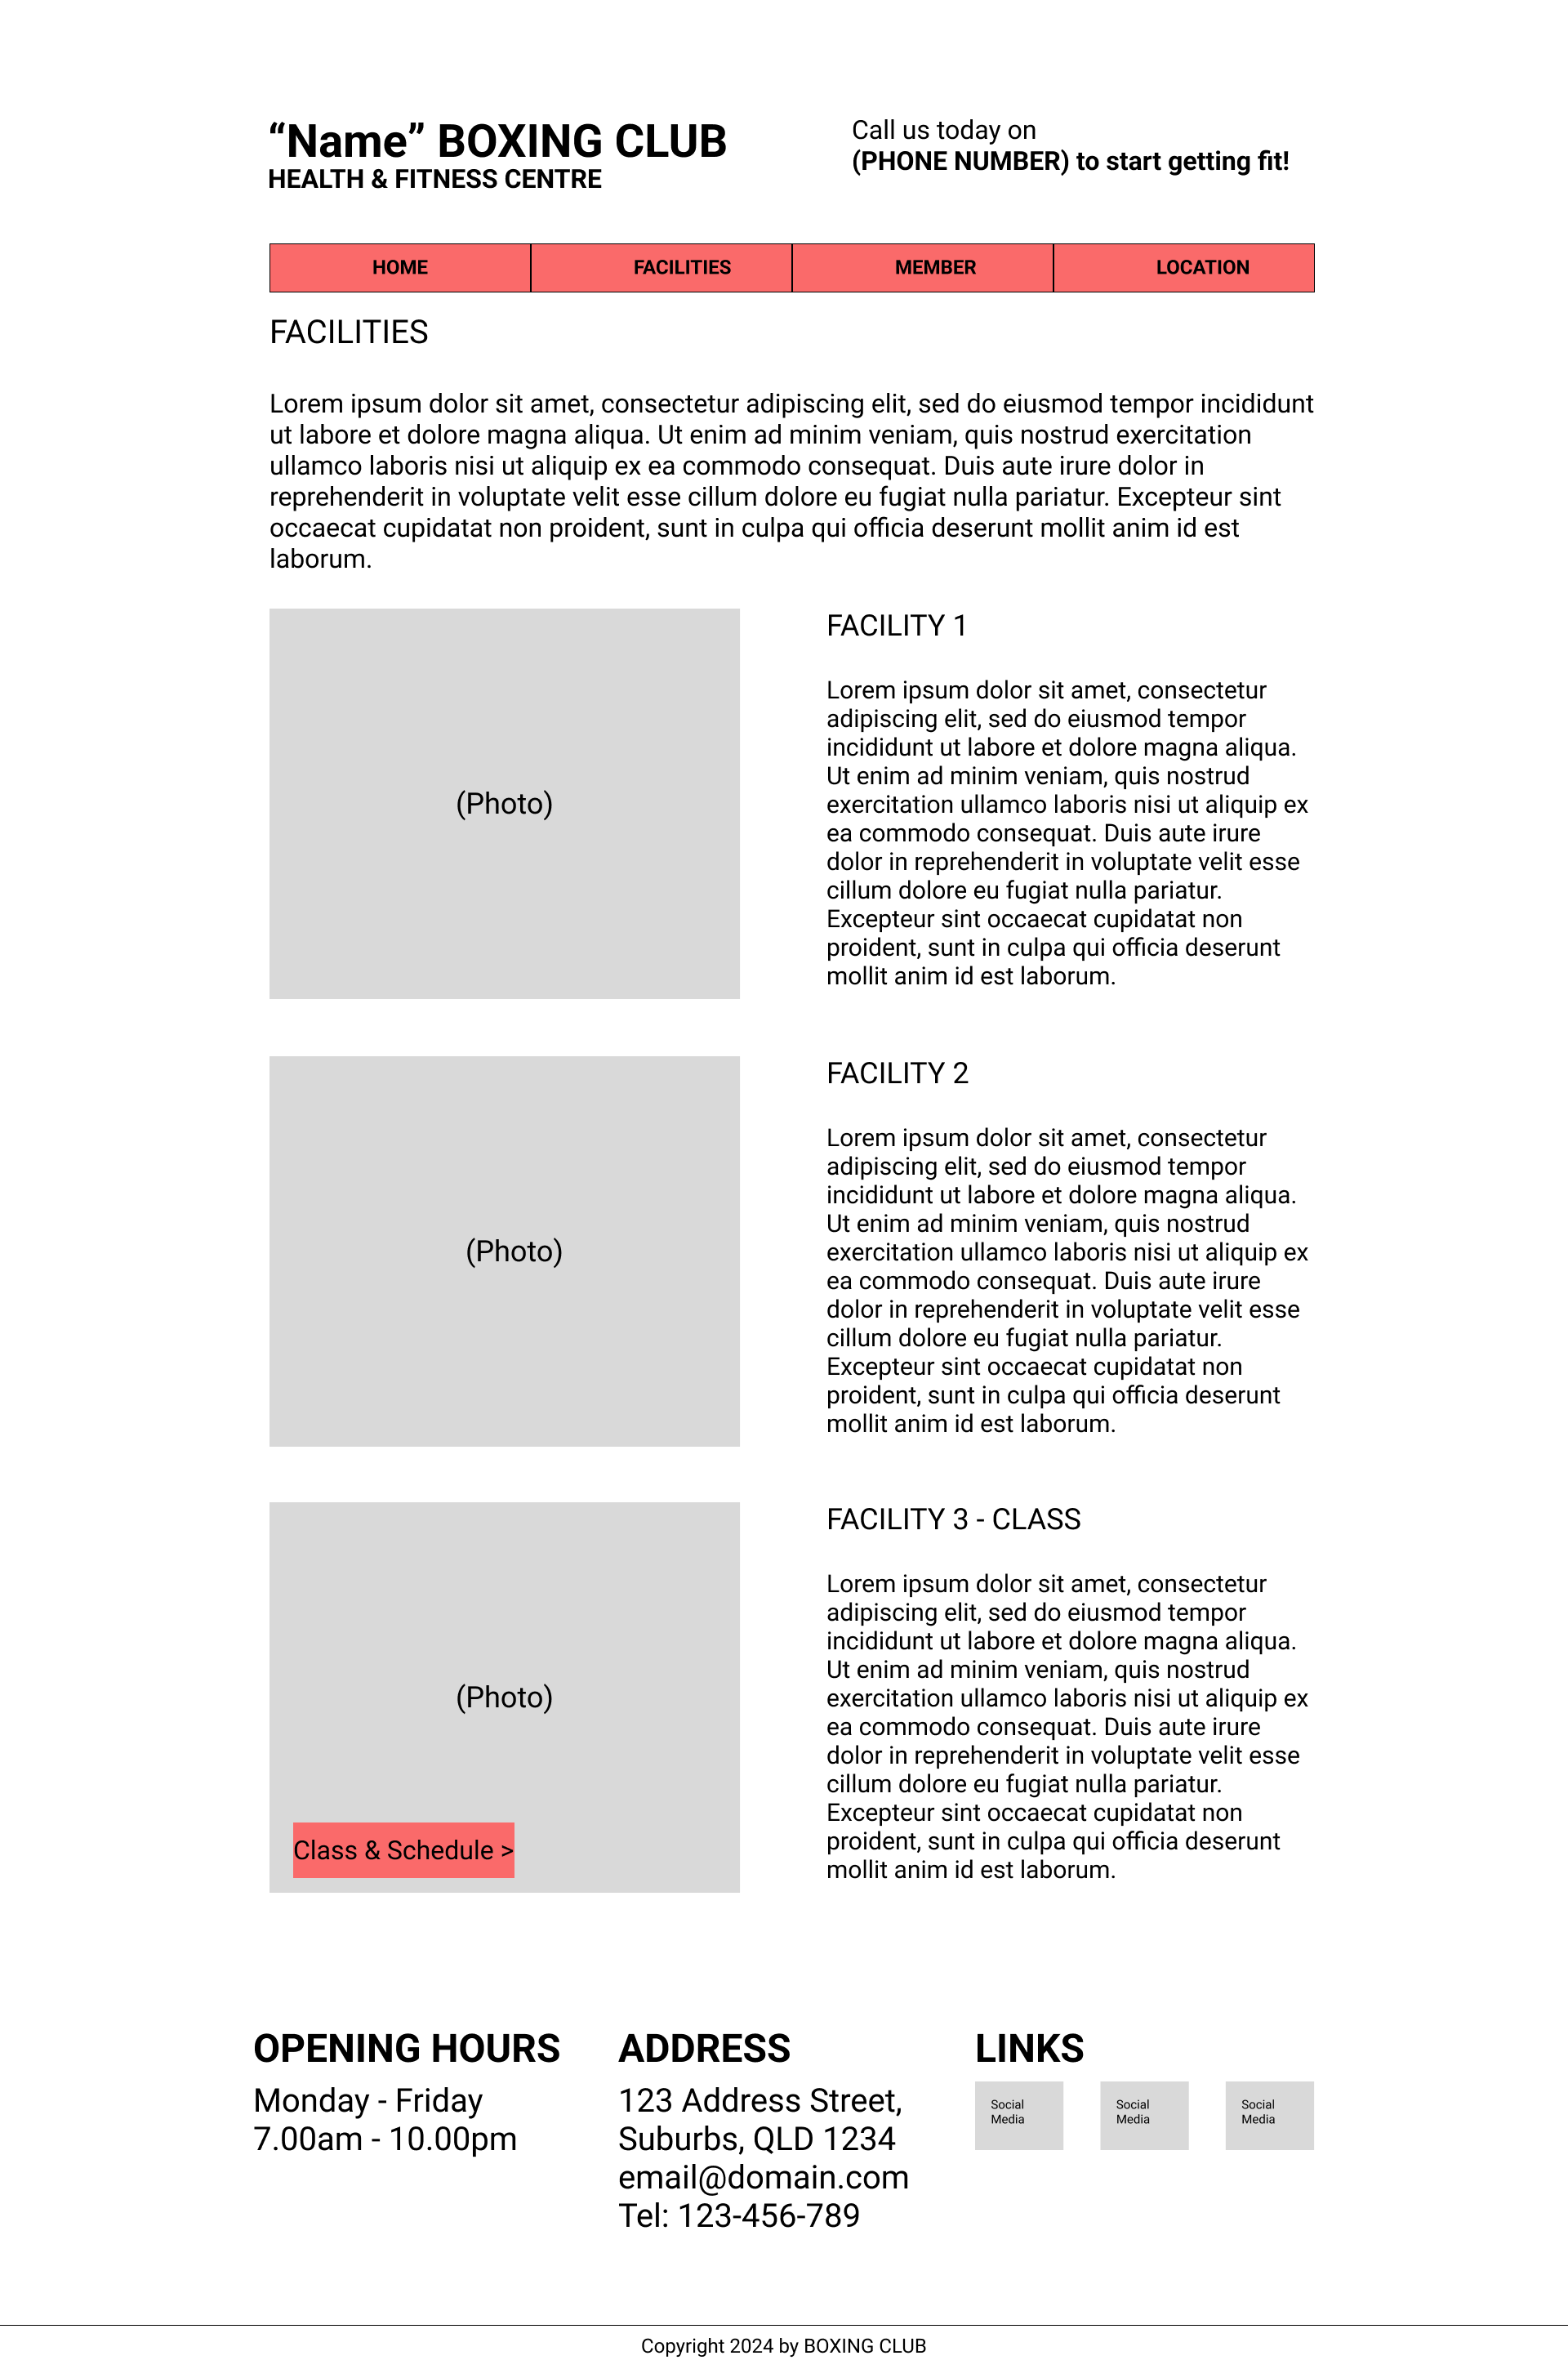 “Name” BOXING CLUB
HEALTH & FITNESS CENTRE
Call us today on
(PHONE NUMBER) to start getting fit!
HOME
FACILITIES
MEMBER
LOCATION
FACILITIES
Lorem ipsum dolor sit amet, consectetur adipiscing elit, sed do eiusmod tempor incididunt
ut labore et dolore magna aliqua. Ut enim ad minim veniam, quis nostrud exercitation
ullamco laboris nisi ut aliquip ex ea commodo consequat. Duis aute irure dolor in
reprehenderit in voluptate velit esse cillum dolore eu fugiat nulla pariatur. Excepteur sint
occaecat cupidatat non proident, sunt in culpa qui officia deserunt mollit anim id est
laborum.
(Photo)
FACILITY 1
Lorem ipsum dolor sit amet, consectetur
adipiscing elit, sed do eiusmod tempor
incididunt ut labore et dolore magna aliqua.
Ut enim ad minim veniam, quis nostrud
exercitation ullamco laboris nisi ut aliquip ex
ea commodo consequat. Duis aute irure
dolor in reprehenderit in voluptate velit esse
cillum dolore eu fugiat nulla pariatur.
Excepteur sint occaecat cupidatat non
proident, sunt in culpa qui officia deserunt
mollit anim id est laborum.
(Photo)
FACILITY 2
Lorem ipsum dolor sit amet, consectetur
adipiscing elit, sed do eiusmod tempor
incididunt ut labore et dolore magna aliqua.
Ut enim ad minim veniam, quis nostrud
exercitation ullamco laboris nisi ut aliquip ex
ea commodo consequat. Duis aute irure
dolor in reprehenderit in voluptate velit esse
cillum dolore eu fugiat nulla pariatur.
Excepteur sint occaecat cupidatat non
proident, sunt in culpa qui officia deserunt
mollit anim id est laborum.
(Photo)
Class & Schedule >
FACILITY 3 - CLASS
Lorem ipsum dolor sit amet, consectetur
adipiscing elit, sed do eiusmod tempor
incididunt ut labore et dolore magna aliqua.
Ut enim ad minim veniam, quis nostrud
exercitation ullamco laboris nisi ut aliquip ex
ea commodo consequat. Duis aute irure
dolor in reprehenderit in voluptate velit esse
cillum dolore eu fugiat nulla pariatur.
Excepteur sint occaecat cupidatat non
proident, sunt in culpa qui officia deserunt
mollit anim id est laborum.
OPENING HOURS
Monday - Friday
7.00am - 10.00pm
ADDRESS
123 Address Street,
Suburbs, QLD 1234
email@domain.com
Tel: 123-456-789
LINKS
Social
Media
Social
Media
Social
Media
Copyright 2024 by BOXING CLUB